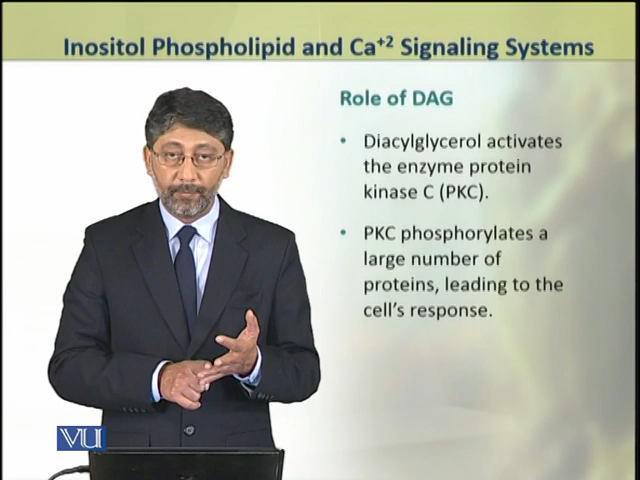 Inositol Phospholipid and Ca⁺² Signaling Systems
Role of DAG
• Diacylglycerol activates
the enzyme protein
kinase C (PKC).
• PKC phosphorylates a
large number of
proteins, leading to the
cell's response.
VU